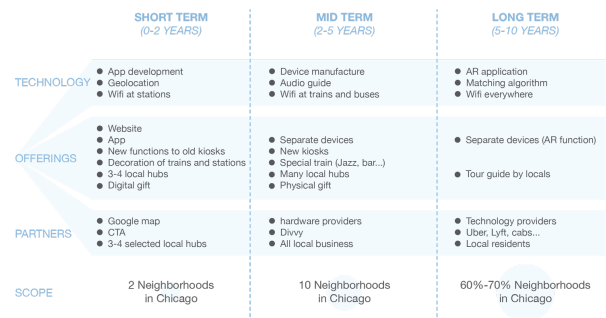 SHORT TERM
(0-2 YEARS)
MID TERM
(2-5 YEARS)
LONG TERM
(5-10 YEARS)
TECHNOLOGY
App development
Geolocation
Wifi at stations
Device manufacture
Audio guide
Wifi at trains and buses
AR application
Matching algorithm
Wifi everywhere
OFFERINGS
Website
App
New functions to old kiosks
Decoration of trains and stations
3-4 local hubs
Digital gift
Separate devices
New kiosks
Special train (Jazz, bar...)
Many local hubs
Physical gift
Separate devices (AR function)
Tour guide by locals
PARTNERS
Google map
CTA
3-4 selected local hubs
hardware providers
Divvy
All local business
Technology providers
Uber, Lyft, cabs...
Local residents
SCOPE
2 Neighborhoods
in Chicago
10 Neighborhoods
in Chicago
60%-70% Neighborhoods
in Chicago